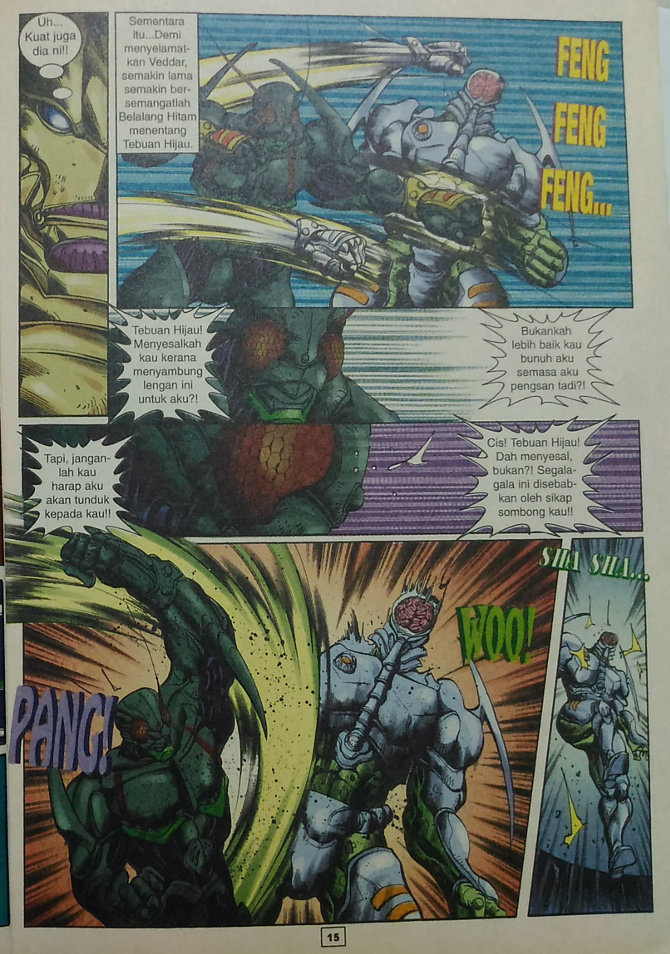 Uh...
Kuat juga
dia ni!!
Sementara
itu...Demi
menyelamat-
kan Veddar,
semakin lama
semakin ber-
semangatlah
Belalang Hitam
menentang
Tebuan Hijau.
FENG
FENG
FENG...
Tebuan Hijau!
Menyesalkah
kau kerana
menyambung
lengan ini
untuk aku?!
Bukankah
lebih baik kau
bunuh aku
semasa aku
pengsan tadi?!
Tapi, jangan-
lah kau
harap aku
akan tunduk
kepada kau!!
Cis! Tebuan Hijau!
Dah menyesal,
bukan?! Segala-
gala ini disebab-
kan oleh sikap
sombong kau!!
PANG!
WOO!
SHA SHA...
15